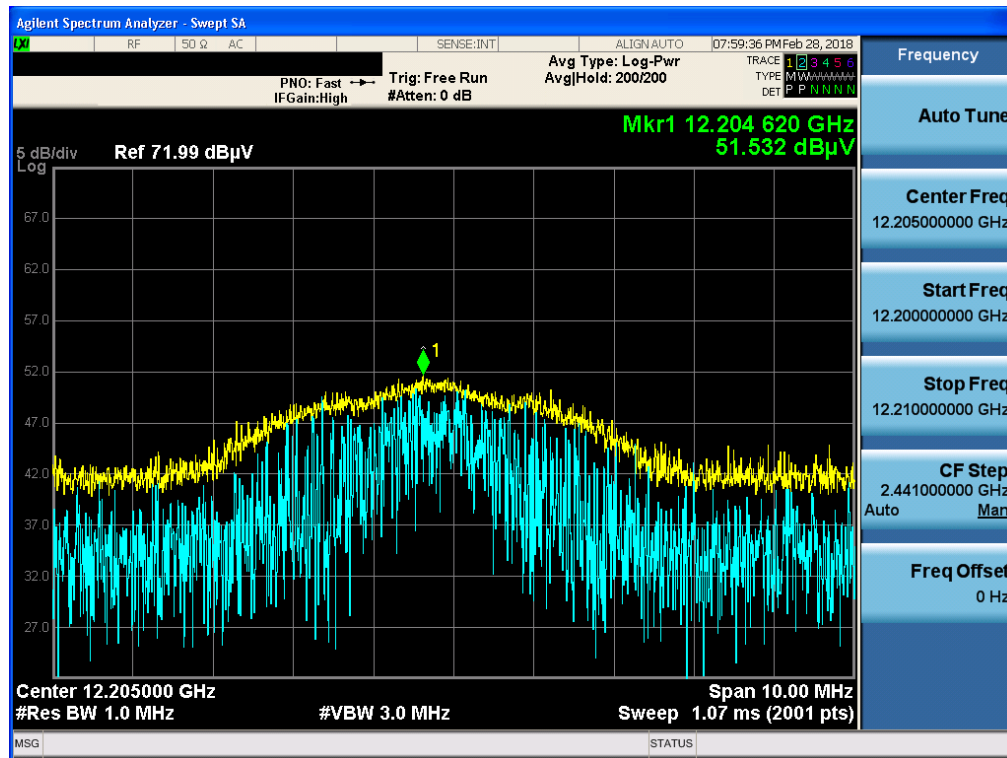 Agilent Spectrum Analyzer - Swept SA
LXI RF 50 Ω AC SENSE:INT ALIGN AUTO 07:59:36 PM Feb 28, 2018
PNO: Fast
IFGain:High
Trig: Free Run
#Atten: 0 dB
Avg Type: Log-Pwr
Avg|Hold: 200/200
TRACE 1 2 3 4 5 6
TYPE M W
DET P P N N N N
Mkr1 12.204 620 GHz
51.532 dBµV
5 dB/div Ref 71.99 dBµV
Log
67.0
62.0
57.0
52.0
47.0
42.0
37.0
32.0
27.0
1
Center 12.205000 GHz Span 10.00 MHz
#Res BW 1.0 MHz #VBW 3.0 MHz Sweep 1.07 ms (2001 pts)
MSG STATUS
Frequency
Auto Tune
Center Freq
12.205000000 GHz
Start Freq
12.200000000 GHz
Stop Freq
12.210000000 GHz
CF Step
2.441000000 GHz
Auto Man
Freq Offset
0 Hz